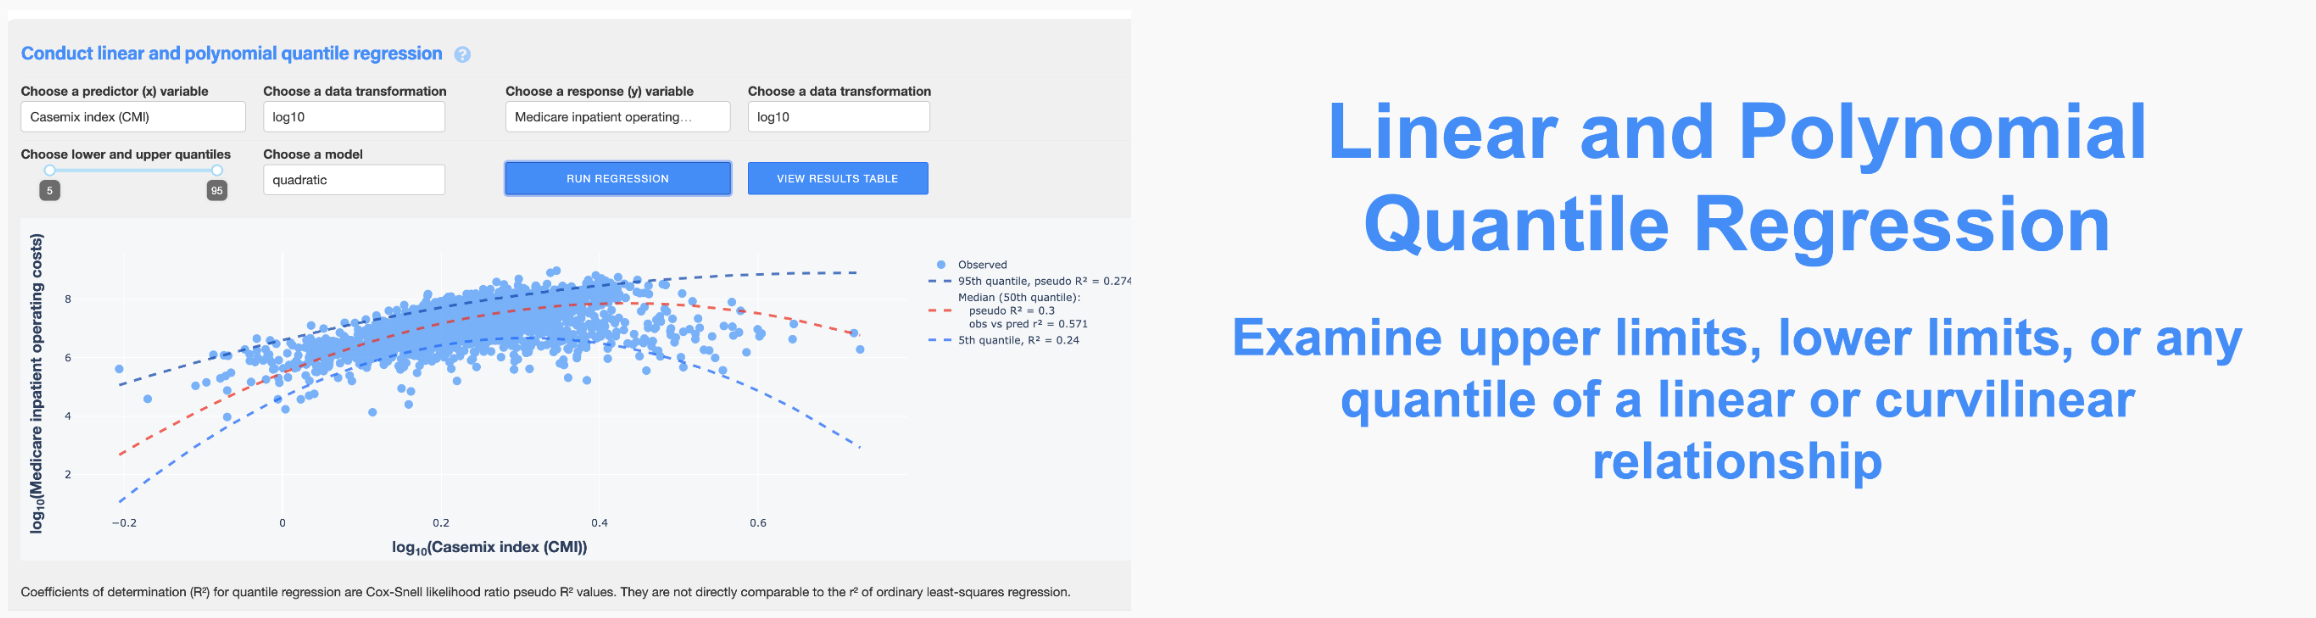 Conduct linear and polynomial quantile regression ?
Choose a predictor (x) variable
Choose a data transformation
Choose a response (y) variable
Choose a data transformation
Casemix index (CMI)
log10
Medicare inpatient operating...
log10
Choose lower and upper quantiles
Choose a model
5
95
quadratic
RUN REGRESSION
VIEW RESULTS TABLE
log₁₀(Medicare inpatient operating costs)
8
6
4
2
−0.2
0
0.2
0.4
0.6
log₁₀(Casemix index (CMI))
Observed
95th quantile, pseudo R² = 0.274
Median (50th quantile):
pseudo R² = 0.3
obs vs pred r² = 0.571
5th quantile, R² = 0.24
Coefficients of determination (R²) for quantile regression are Cox-Snell likelihood ratio pseudo R² values. They are not directly comparable to the r² of ordinary least-squares regression.
Linear and Polynomial
Quantile Regression
Examine upper limits, lower limits, or any
quantile of a linear or curvilinear
relationship